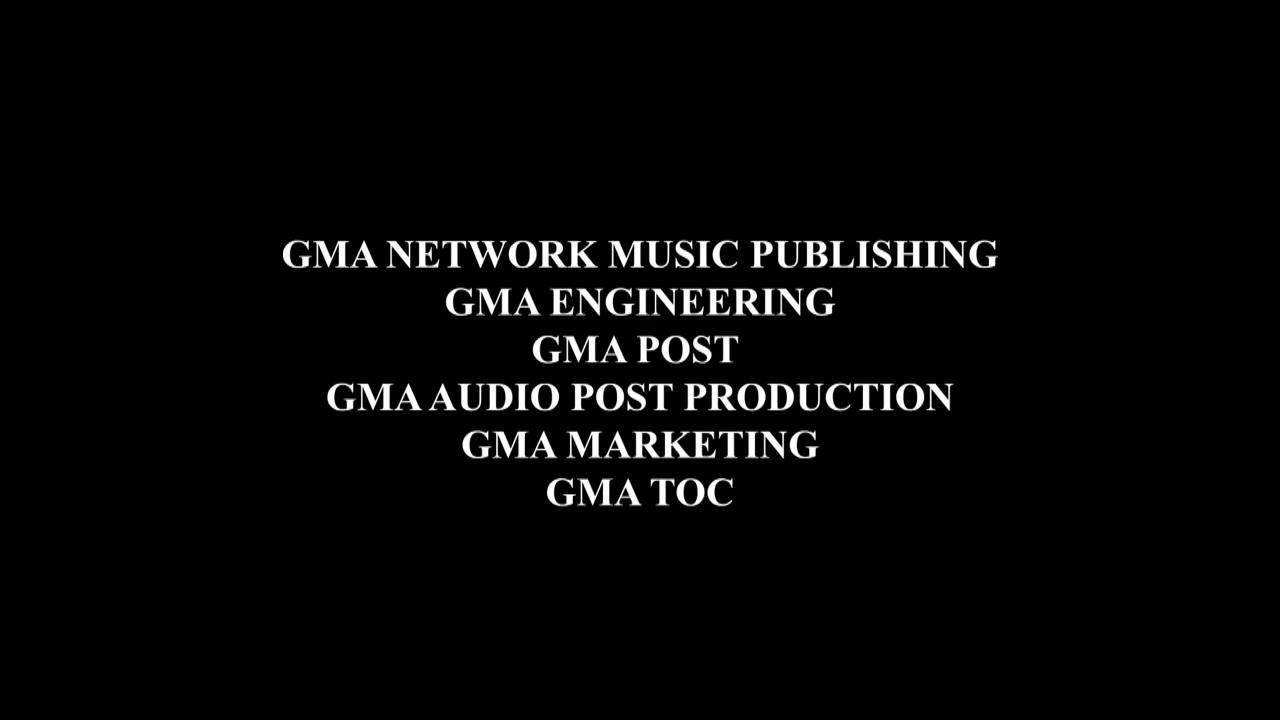 GMA NETWORK MUSIC PUBLISHING
GMA ENGINEERING
GMA POST
GMA AUDIO POST PRODUCTION
GMA MARKETING
GMA TOC